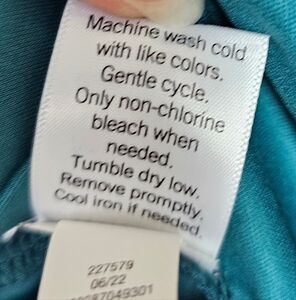 Machine wash cold
with like colors.
Gentle cycle.
Only non-chlorine
bleach when
needed.
Tumble dry low.
Remove promptly.
Cool iron if needed.
227579
06/22